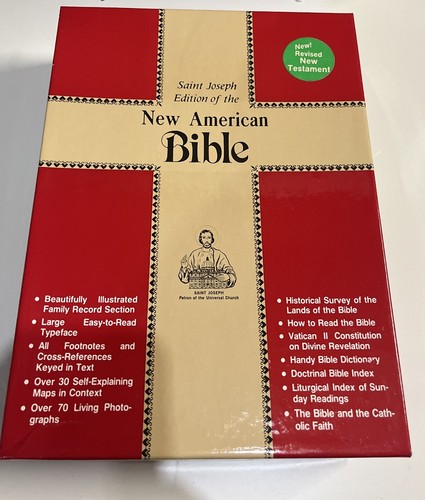 Saint Joseph
Edition of the
New American
Bible
New!
Revised
New
Testament
SAINT JOSEPH
Patron of the Universal Church
• Beautifully Illustrated
Family Record Section
• Large Easy-to-Read
Typeface
• All Footnotes and
Cross-References
Keyed in Text
• Over 30 Self-Explaining
Maps in Context
• Over 70 Living Photo-
graphs
• Historical Survey of the
Lands of the Bible
• How to Read the Bible
• Vatican II Constitution
on Divine Revelation
• Handy Bible Dictionary
• Doctrinal Bible Index
• Liturgical Index of Sun-
day Readings
• The Bible and the Cath-
olic Faith